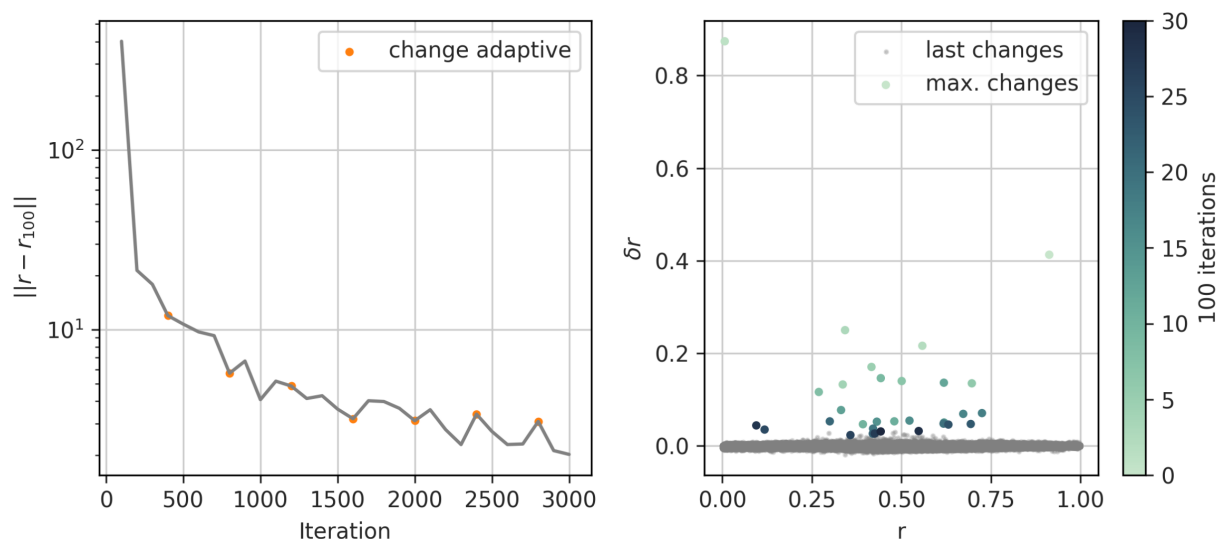 change adaptive
10²
10¹
||r − r₁₀₀||
0 500 1000 1500 2000 2500 3000
Iteration
last changes
max. changes
0.8
0.6
0.4
0.2
0.0
δr
0.00 0.25 0.50 0.75 1.00
r
30
25
20
15
10
5
0
100 iterations